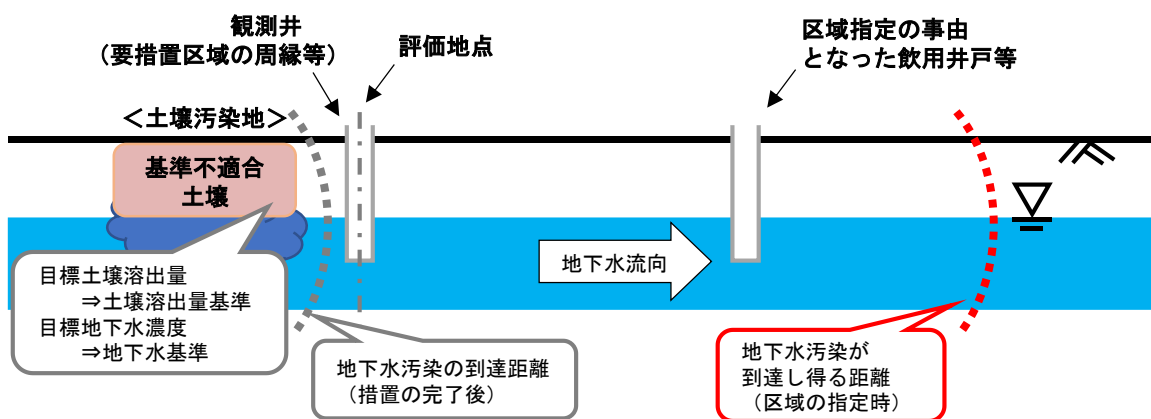 観測井
（要措置区域の周縁等）
評価地点
区域指定の事由
となった飲用井戸等
＜土壌汚染地＞
基準不適合
土壌
地下水流向
目標土壌溶出量
⇒土壌溶出量基準
目標地下水濃度
⇒地下水基準
地下水汚染の到達距離
（措置の完了後）
地下水汚染が
到達し得る距離
（区域の指定時）